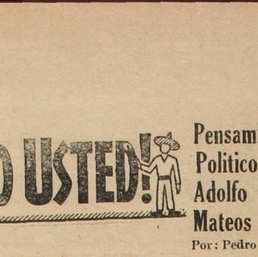 O USTED!
Pensam
Politico
Adolfo
Mateos
Por: Pedro